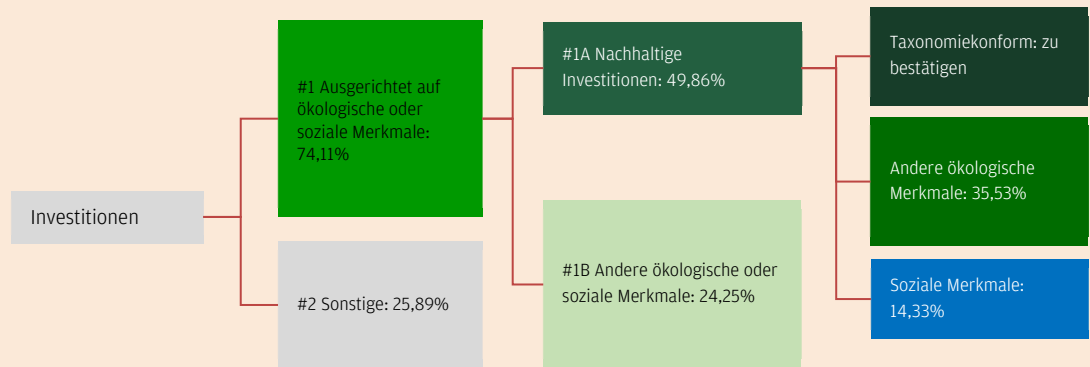 Investitionen
#1 Ausgerichtet auf
ökologische oder
soziale Merkmale:
74,11%
#2 Sonstige: 25,89%
#1A Nachhaltige
Investitionen: 49,86%
#1B Andere ökologische oder
soziale Merkmale: 24,25%
Taxonomiekonform: zu
bestätigen
Andere ökologische
Merkmale: 35,53%
Soziale Merkmale:
14,33%